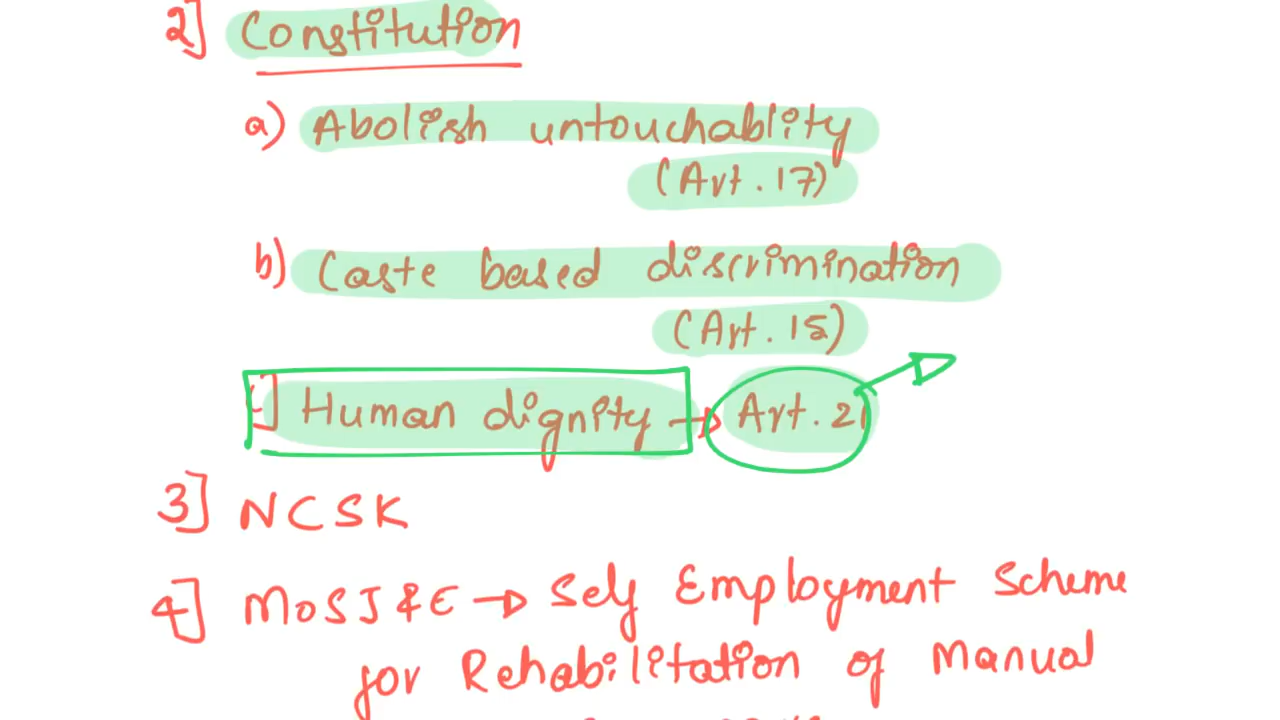 2] Constitution
a) Abolish untouchablity
(Art. 17)
b) Caste based discrimination
(Art. 15)
] Human dignity → Art. 21
3] NCSK
4] MoSJ&E → Self Employment Scheme
for Rehabilitation of Manual